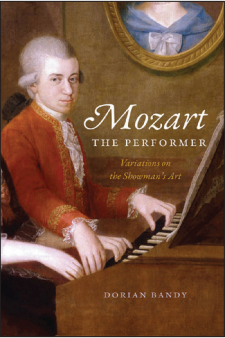 Mozart
THE PERFORMER
Variations on
the Showman's Art
DORIAN BANDY